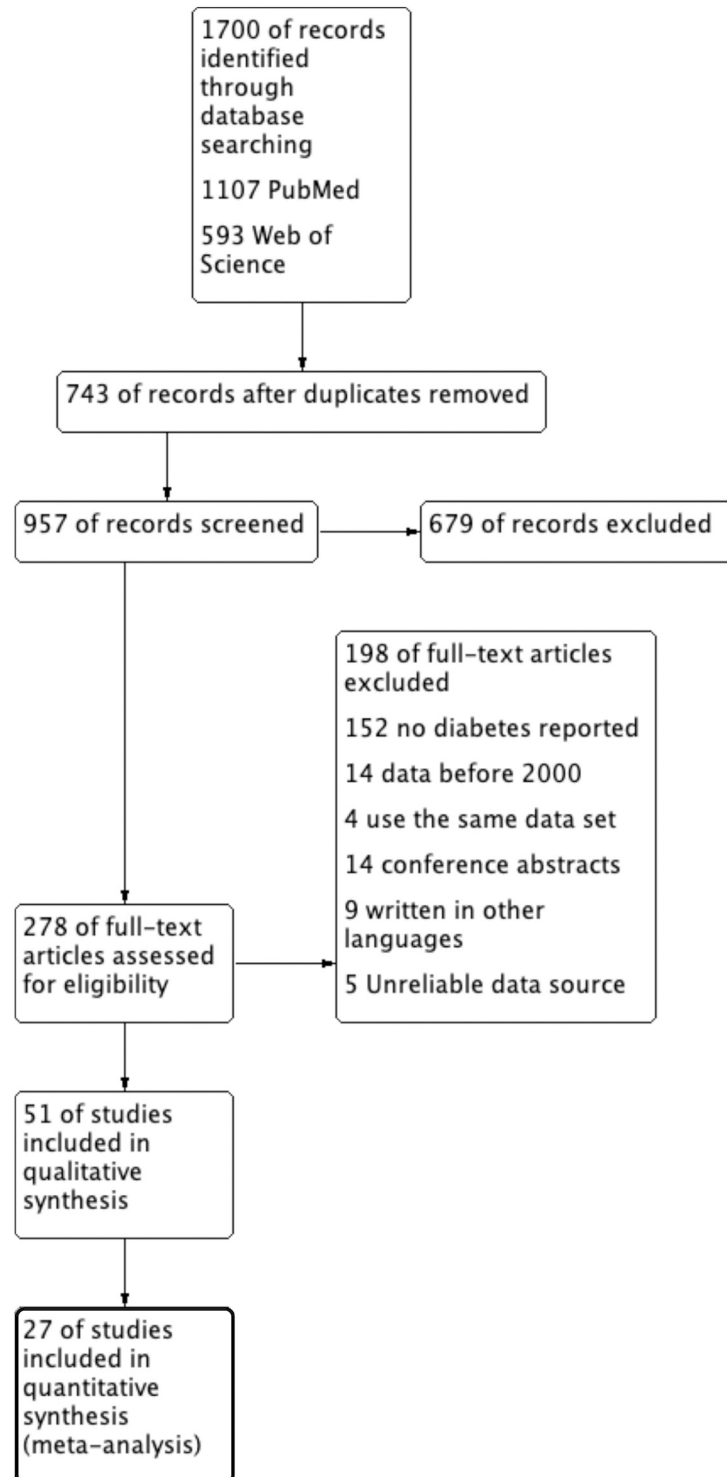 1700 of records
identified
through
database
searching
1107 PubMed
593 Web of
Science
743 of records after duplicates removed
957 of records screened
679 of records excluded
198 of full-text articles
excluded
152 no diabetes reported
14 data before 2000
4 use the same data set
14 conference abstracts
9 written in other
languages
5 Unreliable data source
278 of full-text
articles assessed
for eligibility
51 of studies
included in
qualitative
synthesis
27 of studies
included in
quantitative
synthesis
(meta-analysis)